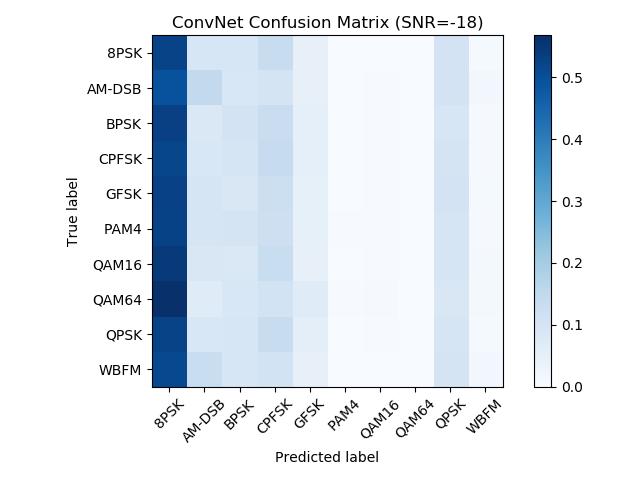 ConvNet Confusion Matrix (SNR=-18)
8PSK
AM-DSB
BPSK
CPFSK
GFSK
PAM4
QAM16
QAM64
QPSK
WBFM
True label
8PSK
AM-DSB
BPSK
CPFSK
GFSK
PAM4
QAM16
QAM64
QPSK
WBFM
Predicted label
0.5
0.4
0.3
0.2
0.1
0.0